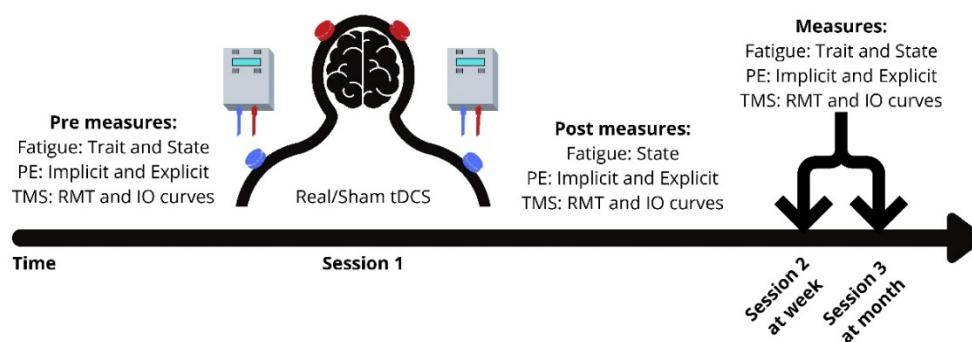 Pre measures:
Fatigue: Trait and State
PE: Implicit and Explicit
TMS: RMT and IO curves
Real/Sham tDCS
Post measures:
Fatigue: State
PE: Implicit and Explicit
TMS: RMT and IO curves
Measures:
Fatigue: Trait and State
PE: Implicit and Explicit
TMS: RMT and IO curves
Time
Session 1
Session 2
at week
Session 3
at month